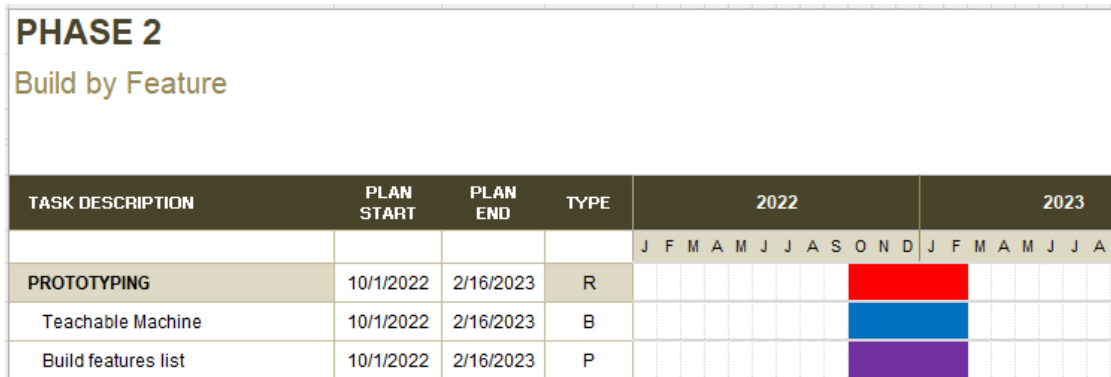 PHASE 2
Build by Feature
TASK DESCRIPTION PLAN START PLAN END TYPE 2022 2023
J F M A M J J A S O N D J F M A M J J A
PROTOTYPING 10/1/2022 2/16/2023 R
Teachable Machine 10/1/2022 2/16/2023 B
Build features list 10/1/2022 2/16/2023 P